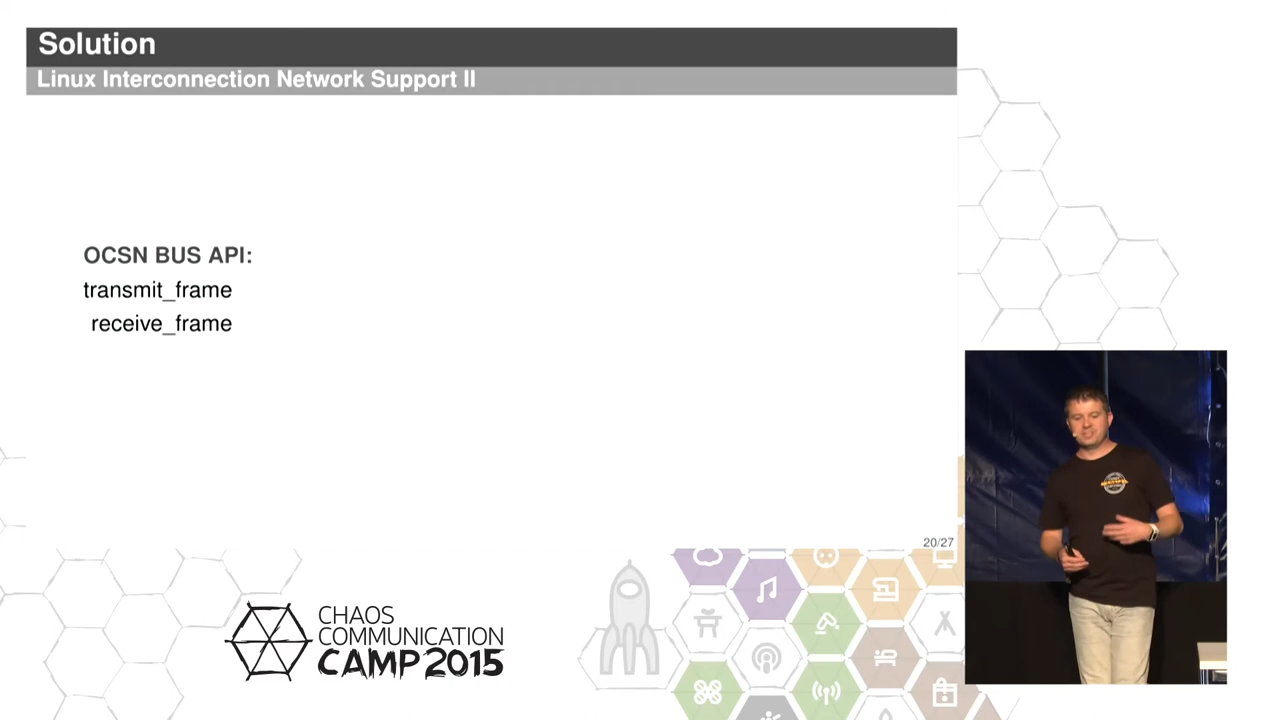 Solution
Linux Interconnection Network Support II
OCSN BUS API:
transmit_frame
receive_frame
20/27
CHAOS
COMMUNICATION
CAMP 2015